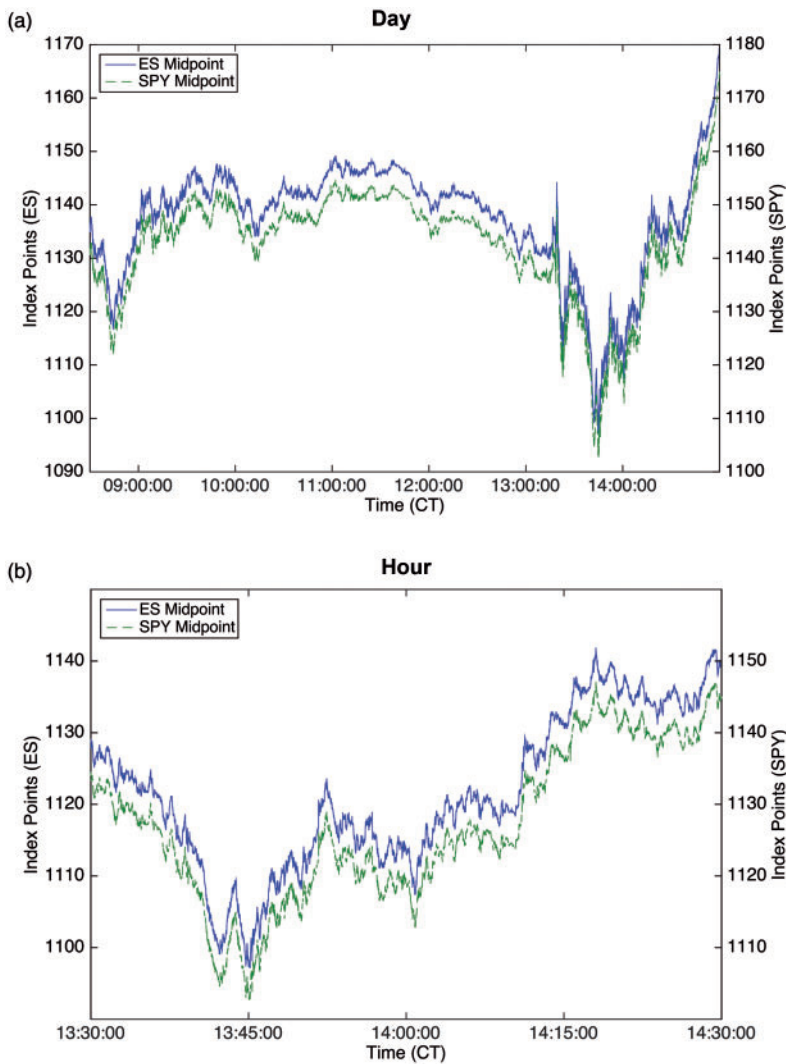 (a)
Day
1170
1160
1150
1140
1130
1120
1110
1100
1090
Index Points (ES)
ES Midpoint
SPY Midpoint
1180
1170
1160
1150
1140
1130
1120
1110
1100
Index Points (SPY)
09:00:00 10:00:00 11:00:00 12:00:00 13:00:00 14:00:00
Time (CT)
(b)
Hour
1140
1130
1120
1110
1100
Index Points (ES)
ES Midpoint
SPY Midpoint
1150
1140
1130
1120
1110
Index Points (SPY)
13:30:00 13:45:00 14:00:00 14:15:00 14:30:00
Time (CT)